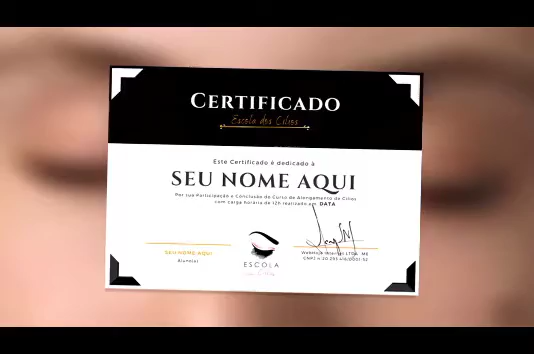 CERTIFICADO
Escola dos Cílios
Este Certificado é dedicado à
SEU NOME AQUI
Por sua Participação e Conclusão do Curso de Alongamento de Cílios
com carga horária de 12h realizado em DATA
SEU NOME AQUI
Aluno(a)
ESCOLA
LTDA